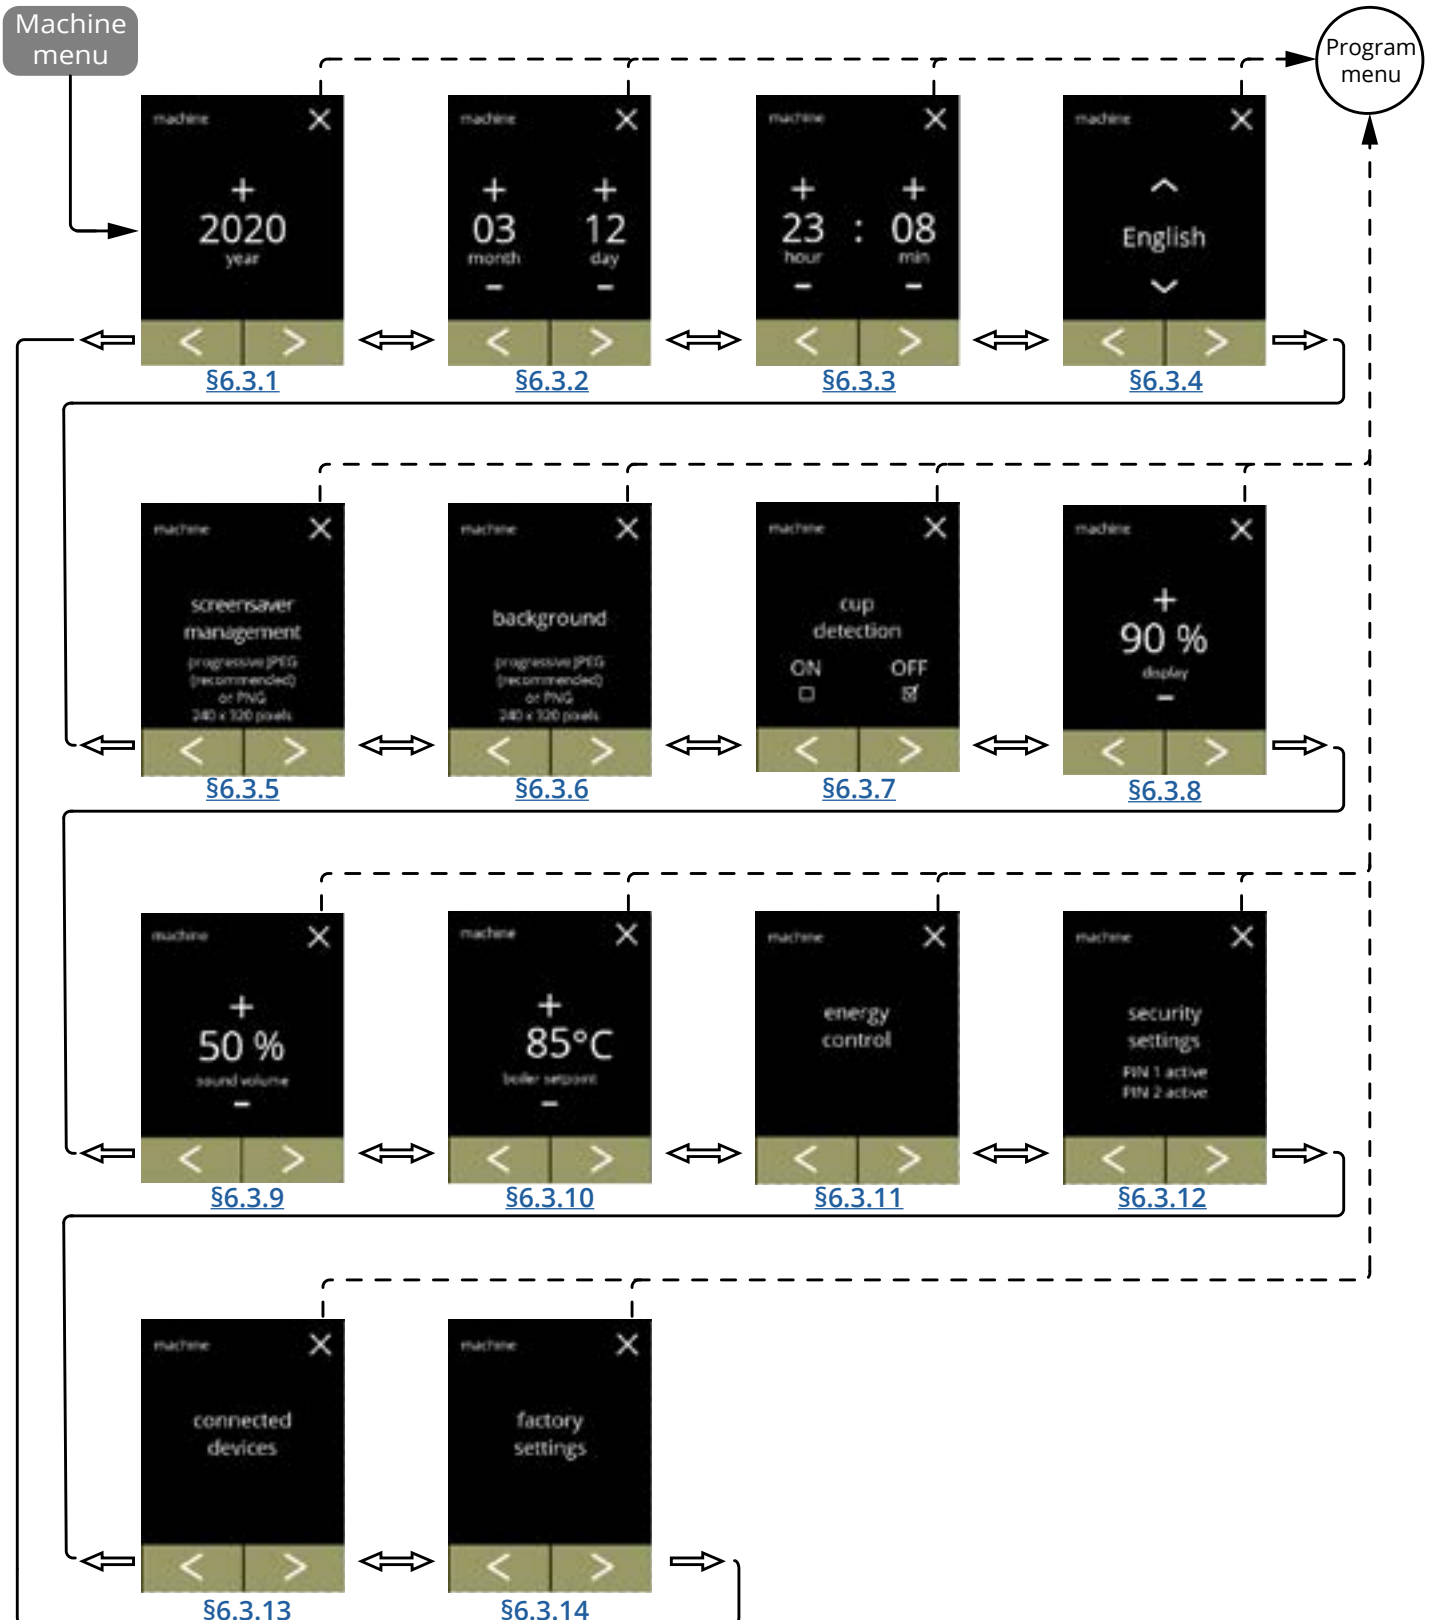 Machine
menu
Program
menu
machine
+
2020
year
< >
§6.3.1
machine
+ +
03 12
month day
- -
< >
§6.3.2
machine
+ +
23 : 08
hour min
- -
< >
§6.3.3
machine
English
< >
§6.3.4
machine
screensaver
management
progressive JPEG
(recommended)
or PNG
240 x 320 pixels
< >
§6.3.5
machine
background
progressive JPEG
(recommended)
or PNG
240 x 320 pixels
< >
§6.3.6
machine
cup
detection
ON OFF
< >
§6.3.7
machine
+
90 %
display
-
< >
§6.3.8
machine
+
50 %
sound volume
-
< >
§6.3.9
machine
+
85°C
boiler setpoint
-
< >
§6.3.10
machine
energy
control
< >
§6.3.11
machine
security
settings
PIN 1 active
PIN 2 active
< >
§6.3.12
machine
connected
devices
< >
§6.3.13
machine
factory
settings
< >
§6.3.14